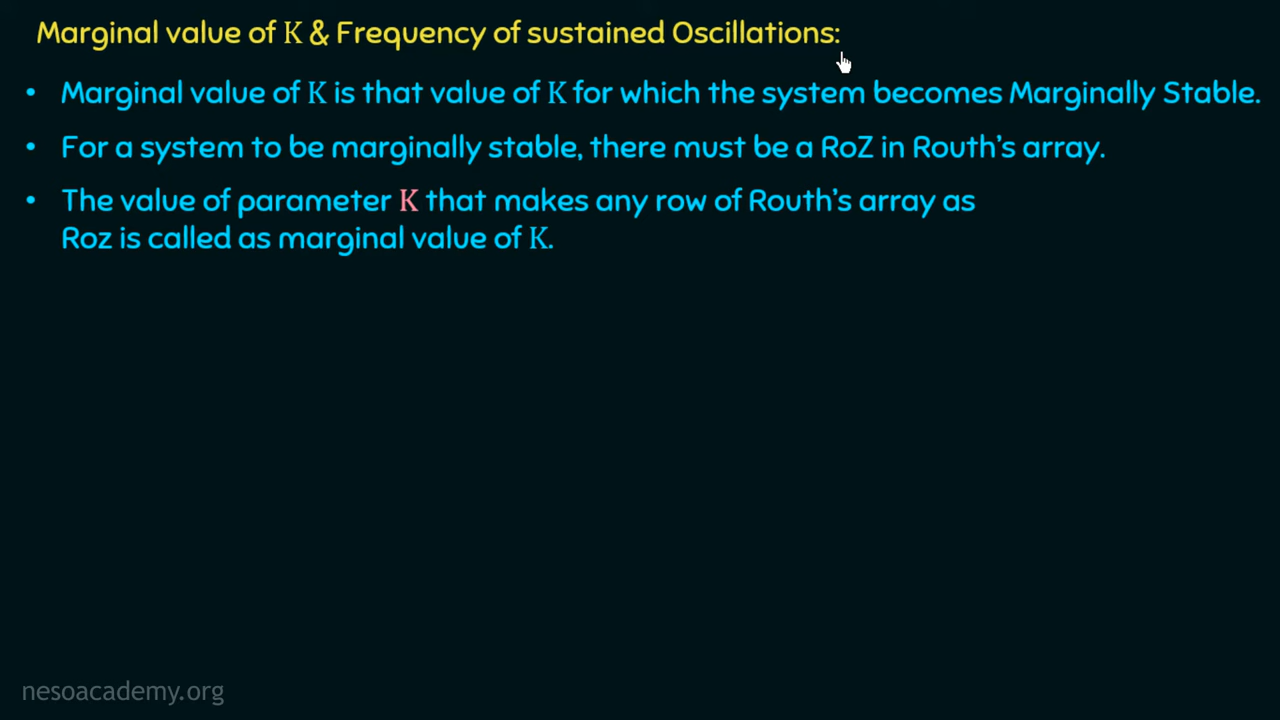 Marginal value of K & Frequency of sustained Oscillations:
• Marginal value of K is that value of K for which the system becomes Marginally Stable.
• For a system to be marginally stable, there must be a RoZ in Routh's array.
• The value of parameter K that makes any row of Routh's array as
Roz is called as marginal value of K.
nesoacademy.org